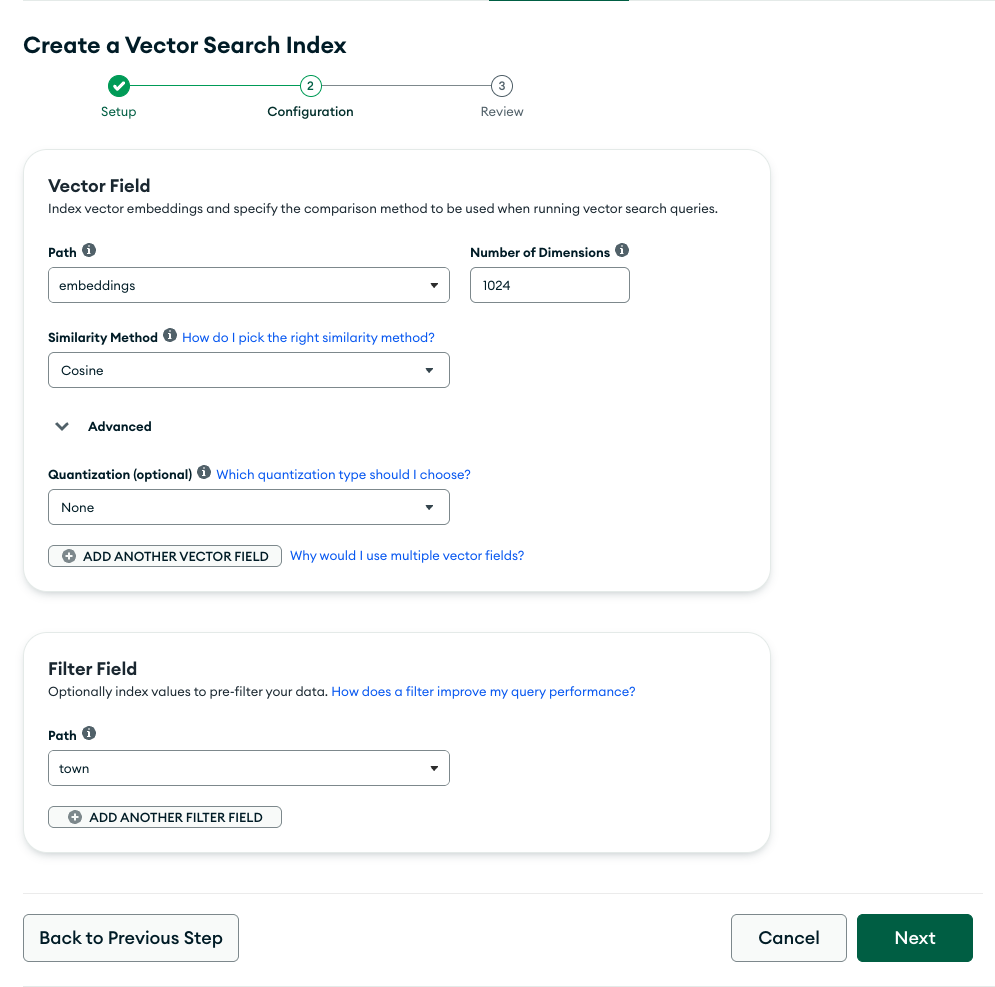 Create a Vector Search Index
2
3
Setup
Configuration
Review
Vector Field
Index vector embeddings and specify the comparison method to be used when running vector search queries.
Path
Number of Dimensions
embeddings
1024
Similarity Method How do I pick the right similarity method?
Cosine
Advanced
Quantization (optional) Which quantization type should I choose?
None
ADD ANOTHER VECTOR FIELD Why would I use multiple vector fields?
Filter Field
Optionally index values to pre-filter your data. How does a filter improve my query performance?
Path
town
ADD ANOTHER FILTER FIELD
Back to Previous Step
Cancel
Next